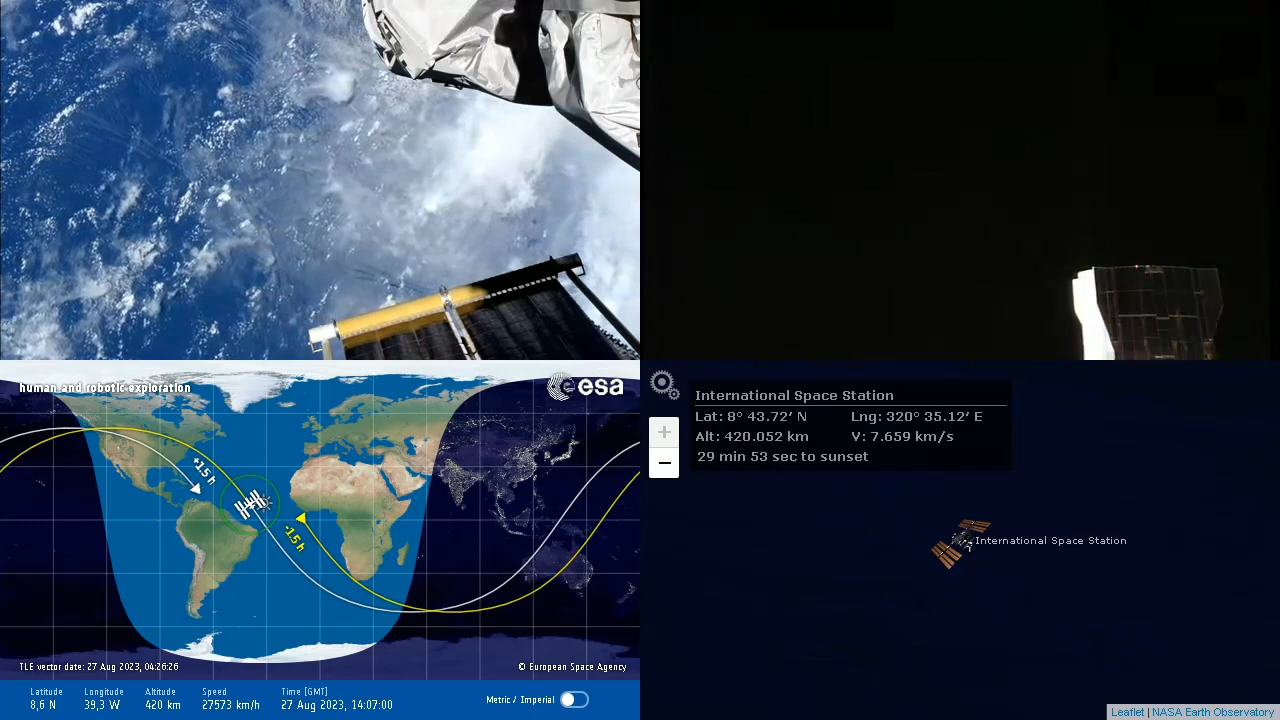 human and robotic exploration
esa
+1.5 h
-1.5 h
TLE vector date: 27 Aug 2023, 04:26:26
© European Space Agency
Latitude Longitude Altitude Speed Time [GMT]
8,6 N 39,3 W 420 km 27573 km/h 27 Aug 2023, 14:07:00
Metric / Imperial
International Space Station
Lat: 8° 43.72′ N Lng: 320° 35.12′ E
Alt: 420.052 km V: 7.659 km/s
29 min 53 sec to sunset
+
−
International Space Station
Leaflet | NASA Earth Observatory